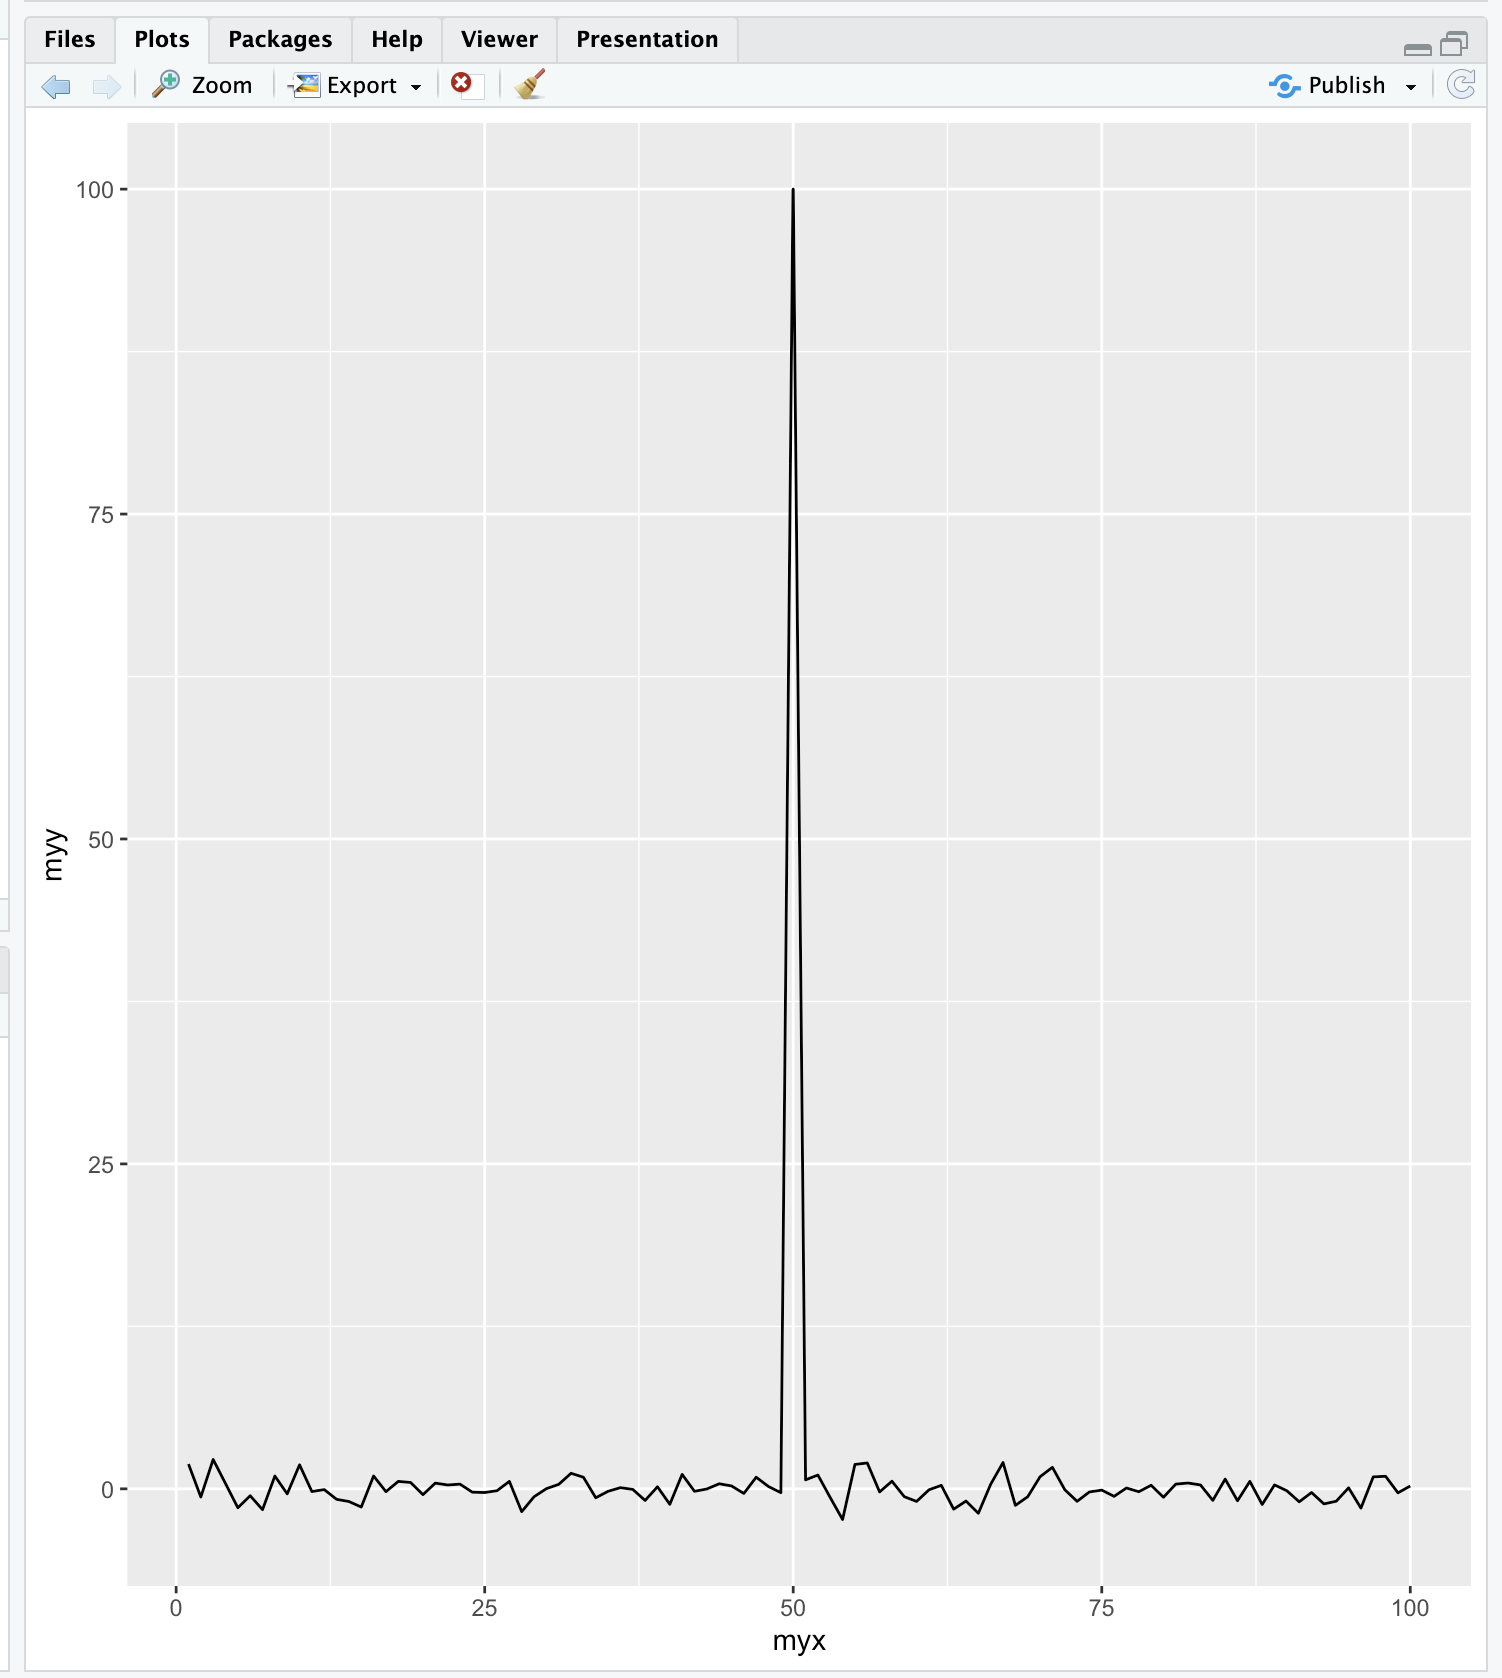 Files Plots Packages Help Viewer Presentation
Zoom Export Publish
100
75
50
25
0
myy
0 25 50 75 100
myx